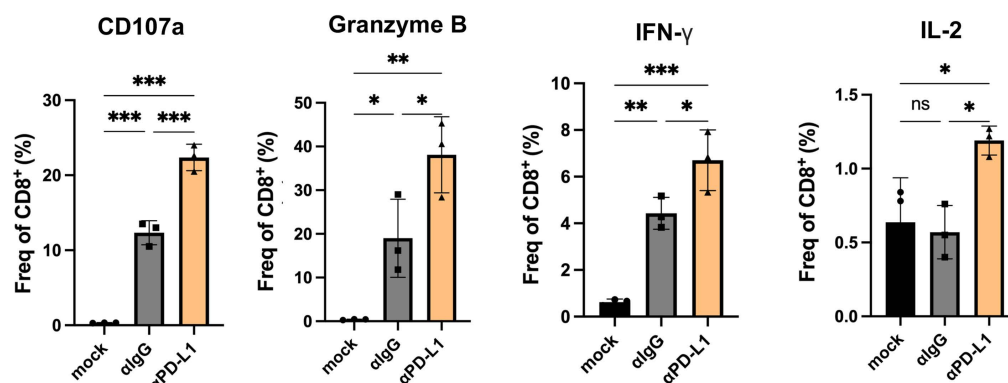 CD107a
***
*** ***
Freq of CD8⁺ (%)
30
20
10
0
mock
αIgG
αPD-L1
Granzyme B
**
* *
Freq of CD8⁺ (%)
50
40
30
20
10
0
mock
αIgG
αPD-L1
IFN-γ
***
** *
Freq of CD8⁺ (%)
10
8
6
4
2
0
mock
αIgG
αPD-L1
IL-2
*
ns *
Freq of CD8⁺ (%)
1.5
1.0
0.5
0.0
mock
αIgG
αPD-L1